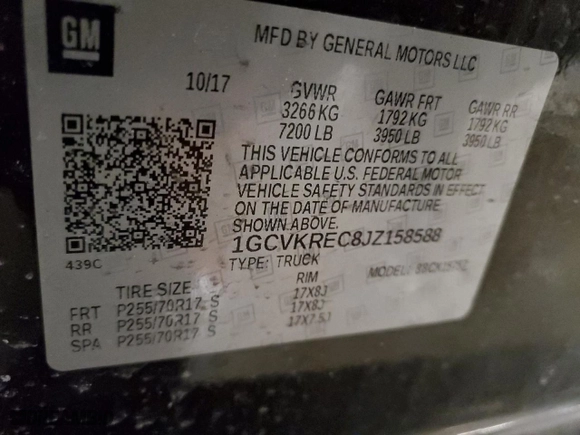 GM
MFD BY GENERAL MOTORS LLC
10/17
GVWR GAWR FRT GAWR RR
3266 KG 1792 KG 1792 KG
7200 LB 3950 LB 3950 LB
THIS VEHICLE CONFORMS TO ALL
APPLICABLE U.S. FEDERAL MOTOR
VEHICLE SAFETY STANDARDS IN EFFECT
ON THE DATE OF MANUFACTURE
SHOWN ABOVE.
1GCVKREC8JZ158588
439C
TYPE: TRUCK MODEL:
TIRE SIZE RIM
FRT P255/70R17 S 17X8J
RR P255/70R17 S 17X8J
SPA P255/70R17 S 17X7.5J